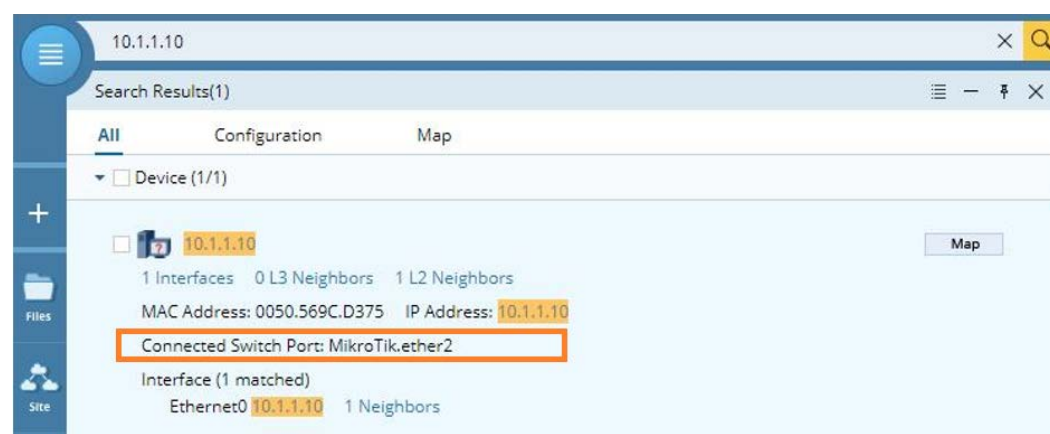 10.1.1.10
Search Results(1)
All Configuration Map
Device (1/1)
10.1.1.10 Map
1 Interfaces 0 L3 Neighbors 1 L2 Neighbors
MAC Address: 0050.569C.D375 IP Address: 10.1.1.10
Connected Switch Port: MikroTik.ether2
Interface (1 matched)
Ethernet0 10.1.1.10 1 Neighbors
Files
Site